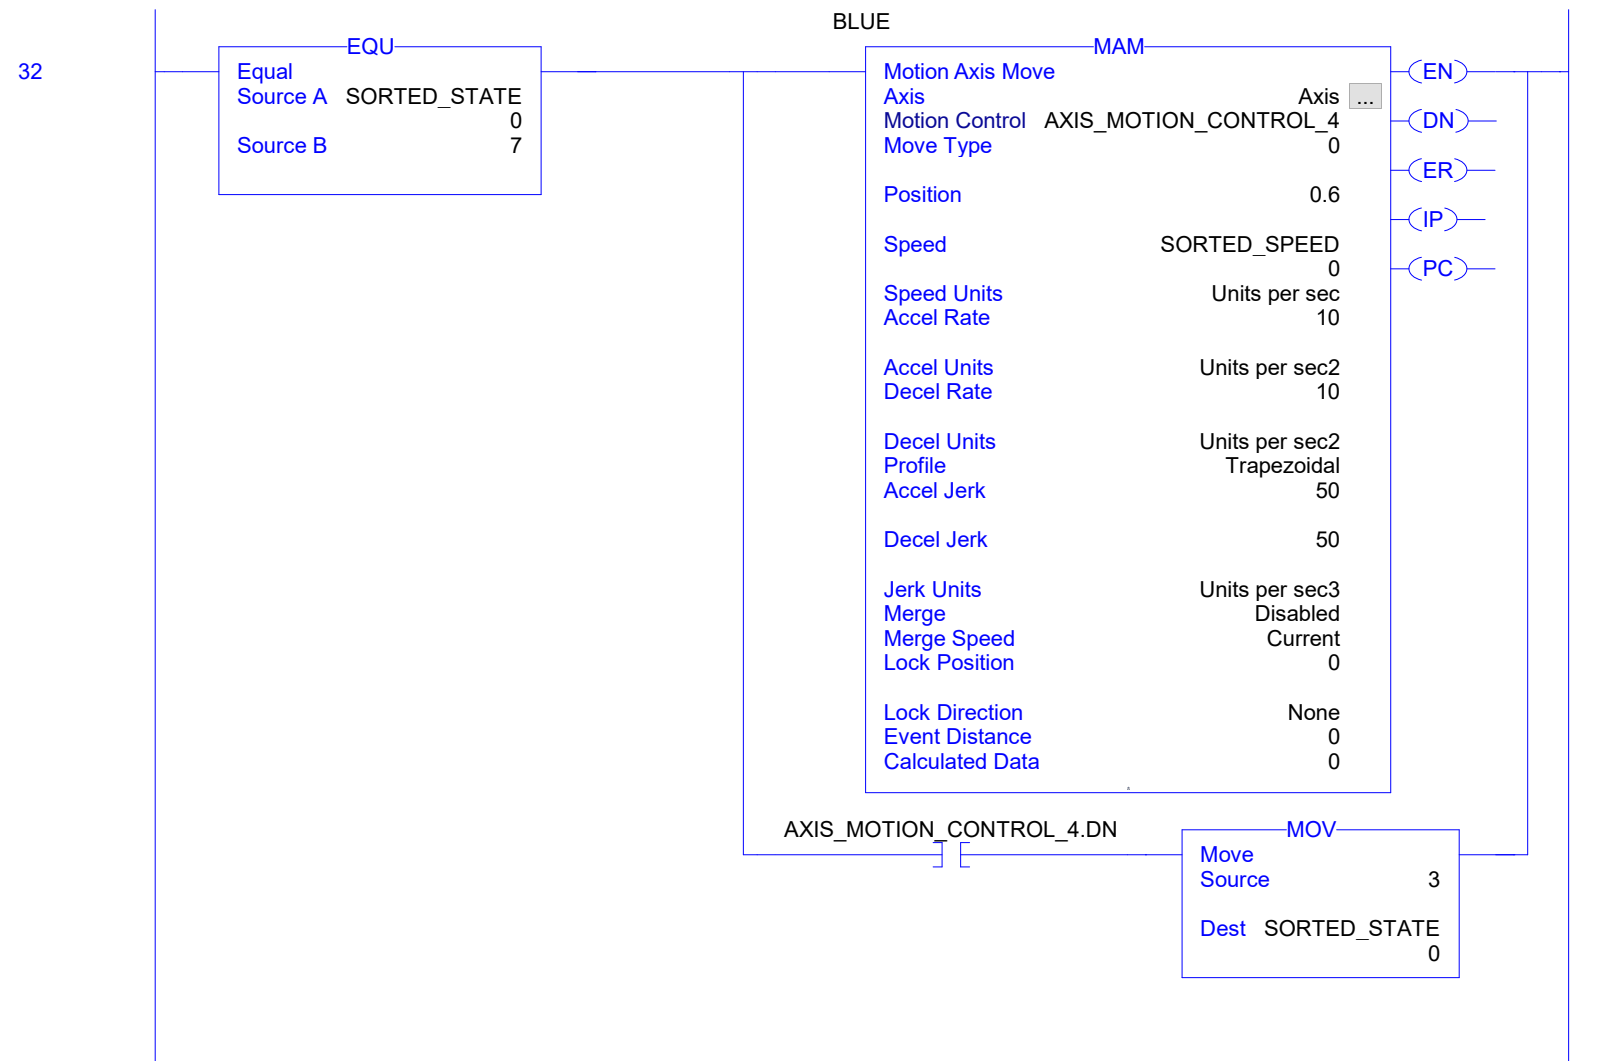 BLUE
EQU
MAM
32
Equal
Source A SORTED_STATE
0
Source B 7
Motion Axis Move
Axis Axis ...
Motion Control AXIS_MOTION_CONTROL_4
Move Type 0
Position 0.6
Speed SORTED_SPEED
0
Speed Units Units per sec
Accel Rate 10
Accel Units Units per sec2
Decel Rate 10
Decel Units Units per sec2
Profile Trapezoidal
Accel Jerk 50
Decel Jerk 50
Jerk Units Units per sec3
Merge Disabled
Merge Speed Current
Lock Position 0
Lock Direction None
Event Distance 0
Calculated Data 0
EN
DN
ER
IP
PC
AXIS_MOTION_CONTROL_4.DN
MOV
Move
Source 3
Dest SORTED_STATE
0